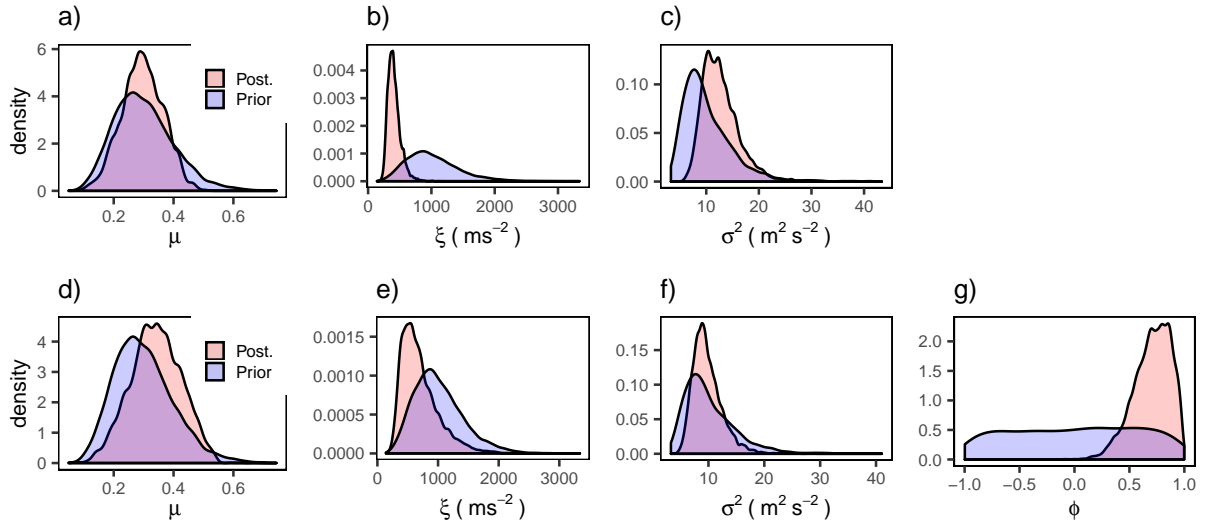 a)
b)
c)
density
6
4
2
0
Post.
Prior
0.2
0.4
0.6
μ
0.004
0.003
0.002
0.001
0.000
0
1000
2000
3000
ξ ( ms⁻² )
0.10
0.05
0.00
10
20
30
40
σ² ( m² s⁻² )
d)
e)
f)
g)
density
4
3
2
1
0
Post.
Prior
0.2
0.4
0.6
μ
0.0015
0.0010
0.0005
0.0000
0
1000
2000
3000
ξ ( ms⁻² )
0.15
0.10
0.05
0.00
10
20
30
40
σ² ( m² s⁻² )
2.0
1.5
1.0
0.5
0.0
−1.0
−0.5
0.0
0.5
1.0
ϕ